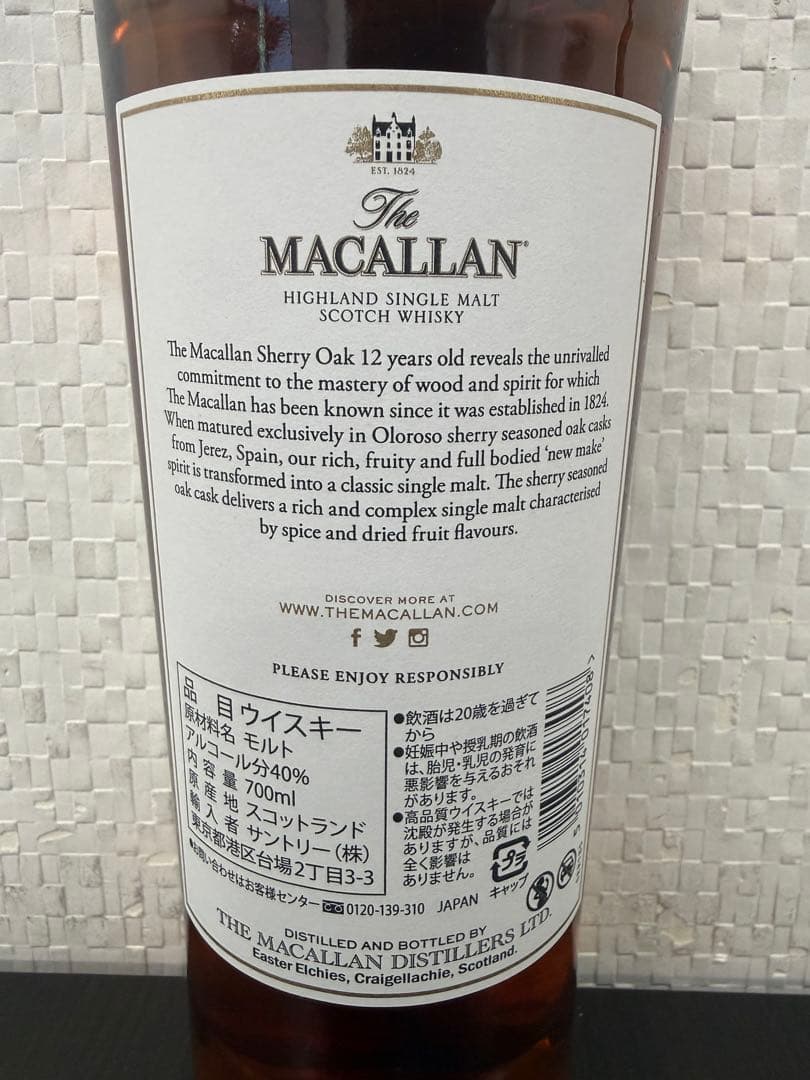 EST. 1824
The
MACALLAN®
HIGHLAND SINGLE MALT
SCOTCH WHISKY
The Macallan Sherry Oak 12 years old reveals the unrivalled
commitment to the mastery of wood and spirit for which
The Macallan has been known since it was established in 1824.
When matured exclusively in Oloroso sherry seasoned oak casks
from Jerez, Spain, our rich, fruity and full bodied 'new make'
spirit is transformed into a classic single malt. The sherry seasoned
oak cask delivers a rich and complex single malt characterised
by spice and dried fruit flavours.
DISCOVER MORE AT
WWW.THEMACALLAN.COM
PLEASE ENJOY RESPONSIBLY
品 目 ウイスキー
原材料名 モルト
アルコール分40%
内容量 700ml
原産地 スコットランド
輸入者 サントリー(株)
東京都港区台場2丁目3-3
●お問い合わせはお客様センター 0120-139-310 JAPAN
●飲酒は20歳を過ぎて
から
●妊娠中や授乳期の飲酒
は、胎児・乳児の発育に
悪影響を与えるおそれ
があります。
●高品質ウイスキーでは
沈殿が発生する場合が
ありますが、品質には
全く影響は
ありません。
プラ
キャップ
DISTILLED AND BOTTLED BY
THE MACALLAN DISTILLERS LTD.
Easter Elchies, Craigellachie, Scotland.